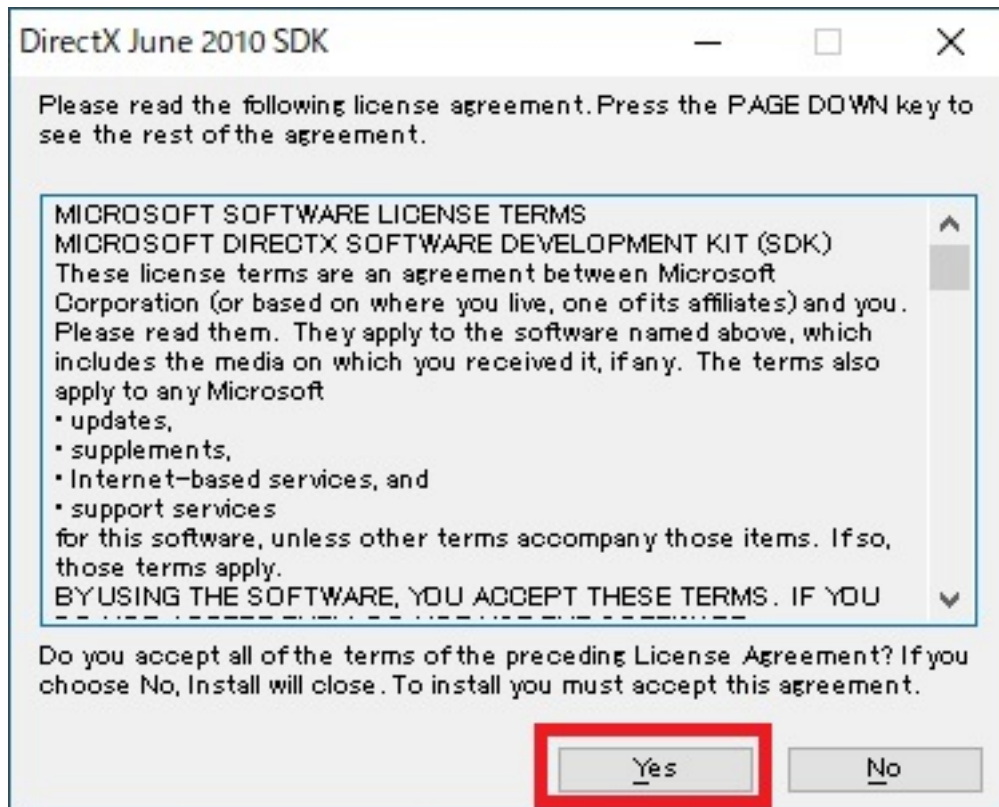 DirectX June 2010 SDK
Please read the following license agreement. Press the PAGE DOWN key to
see the rest of the agreement.
MICROSOFT SOFTWARE LICENSE TERMS
MICROSOFT DIRECTX SOFTWARE DEVELOPMENT KIT (SDK)
These license terms are an agreement between Microsoft
Corporation (or based on where you live, one of its affiliates) and you.
Please read them. They apply to the software named above, which
includes the media on which you received it, if any. The terms also
apply to any Microsoft
• updates,
• supplements,
• Internet-based services, and
• support services
for this software, unless other terms accompany those items. If so,
those terms apply.
BY USING THE SOFTWARE, YOU ACCEPT THESE TERMS. IF YOU
Do you accept all of the terms of the preceding License Agreement? If you
choose No, Install will close. To install you must accept this agreement.
Yes
No